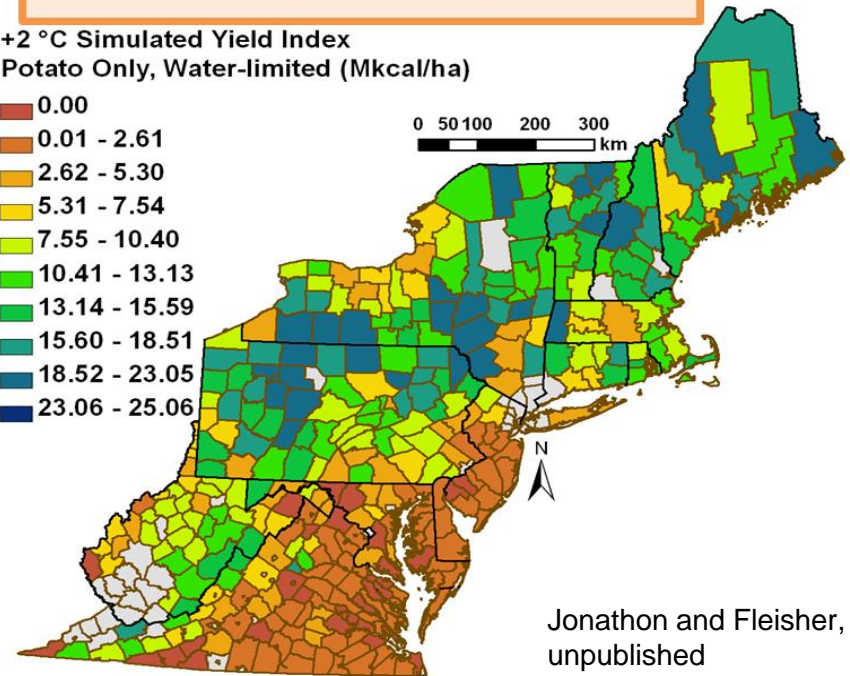 +2 °C Simulated Yield Index
Potato Only, Water-limited (Mkcal/ha)
0.00
0.01 - 2.61
2.62 - 5.30
5.31 - 7.54
7.55 - 10.40
10.41 - 13.13
13.14 - 15.59
15.60 - 18.51
18.52 - 23.05
23.06 - 25.06
0 50 100 200 300
km
N
Jonathon and Fleisher,
unpublished